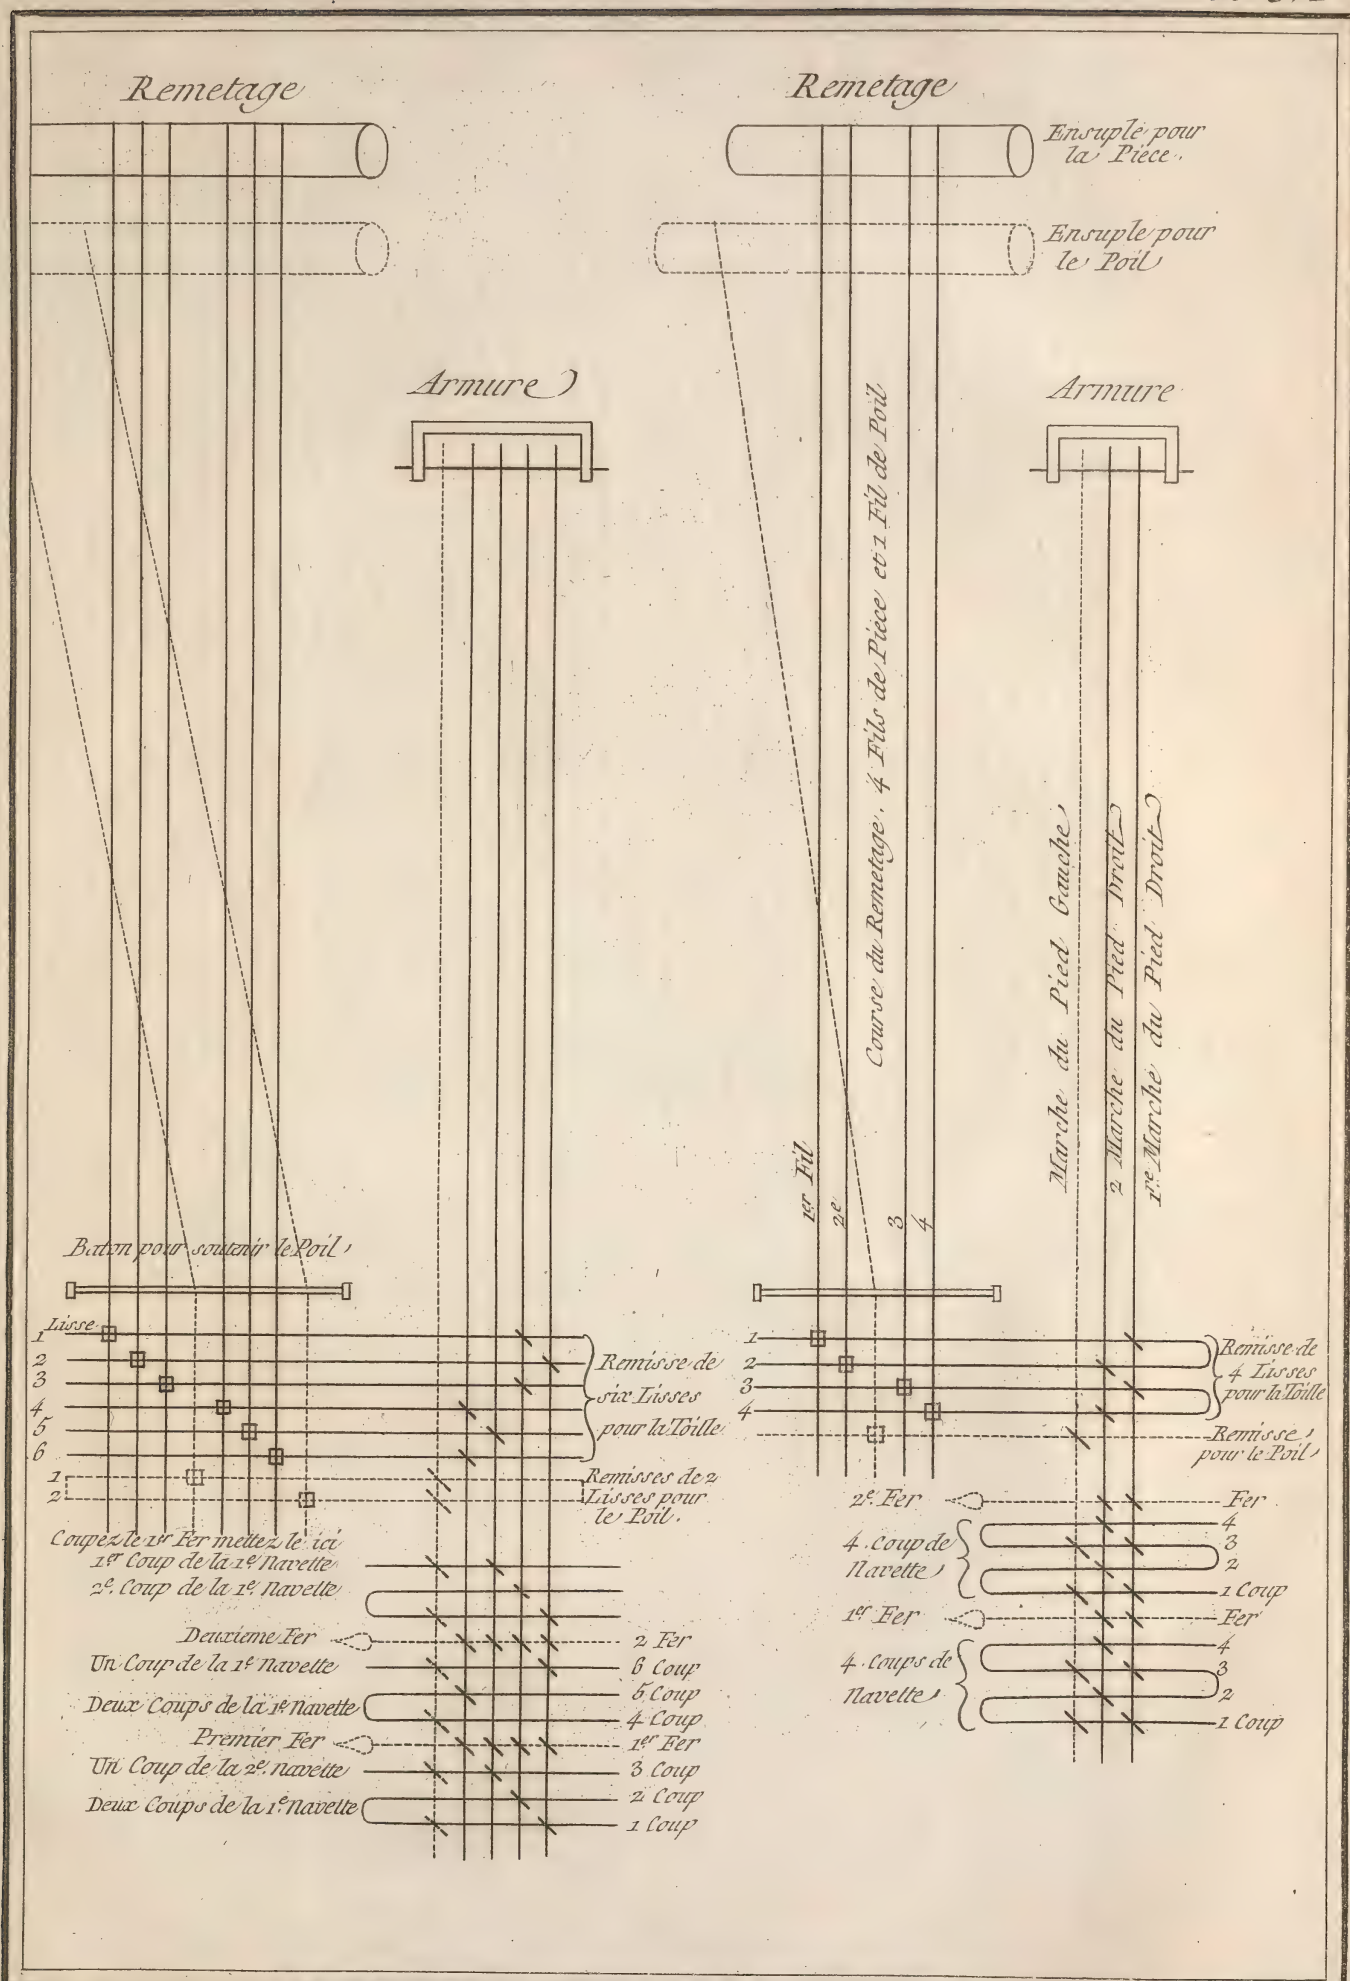 Remetage
Armure
Baton pour soutenir le Poil
Lisse
1
2
3
4
5
6
1
2
Remisse de
six Lisses
pour la Toille
Remisses de 2
Lisses pour
le Poil.
Coupez le 1er Fer mettez le ici
1er Coup de la 1e Navette
2e. Coup de la 1e Navette
Deuxieme Fer
2 Fer
Un Coup de la 1e Navette
6 Coup
5 Coup
Deux Coups de la 1e Navette
4 Coup
Premier Fer
1er Fer
Un Coup de la 2e. navette
3 Coup
2 Coup
Deux Coups de la 1e. Navette
1 Coup
Remetage
Ensuple pour
la Piece.
Ensuple pour
le Poil
Armure
Course du Remetage. 4 Fils de Piece et 1 Fil de Poil
1er Fil
2e
3
4
Marche du Pied Gauche
2 Marche du Pied Droit
1re Marche du Pied Droit
1
2
3
4
Remisse de
4 Lisses
pour la Toille
Remisse
pour le Poil
2e. Fer
Fer
4. Coup de
Navette
4
3
2
1 Coup
1er Fer
Fer
4. Coups de
Navette
4
3
2
1 Coup